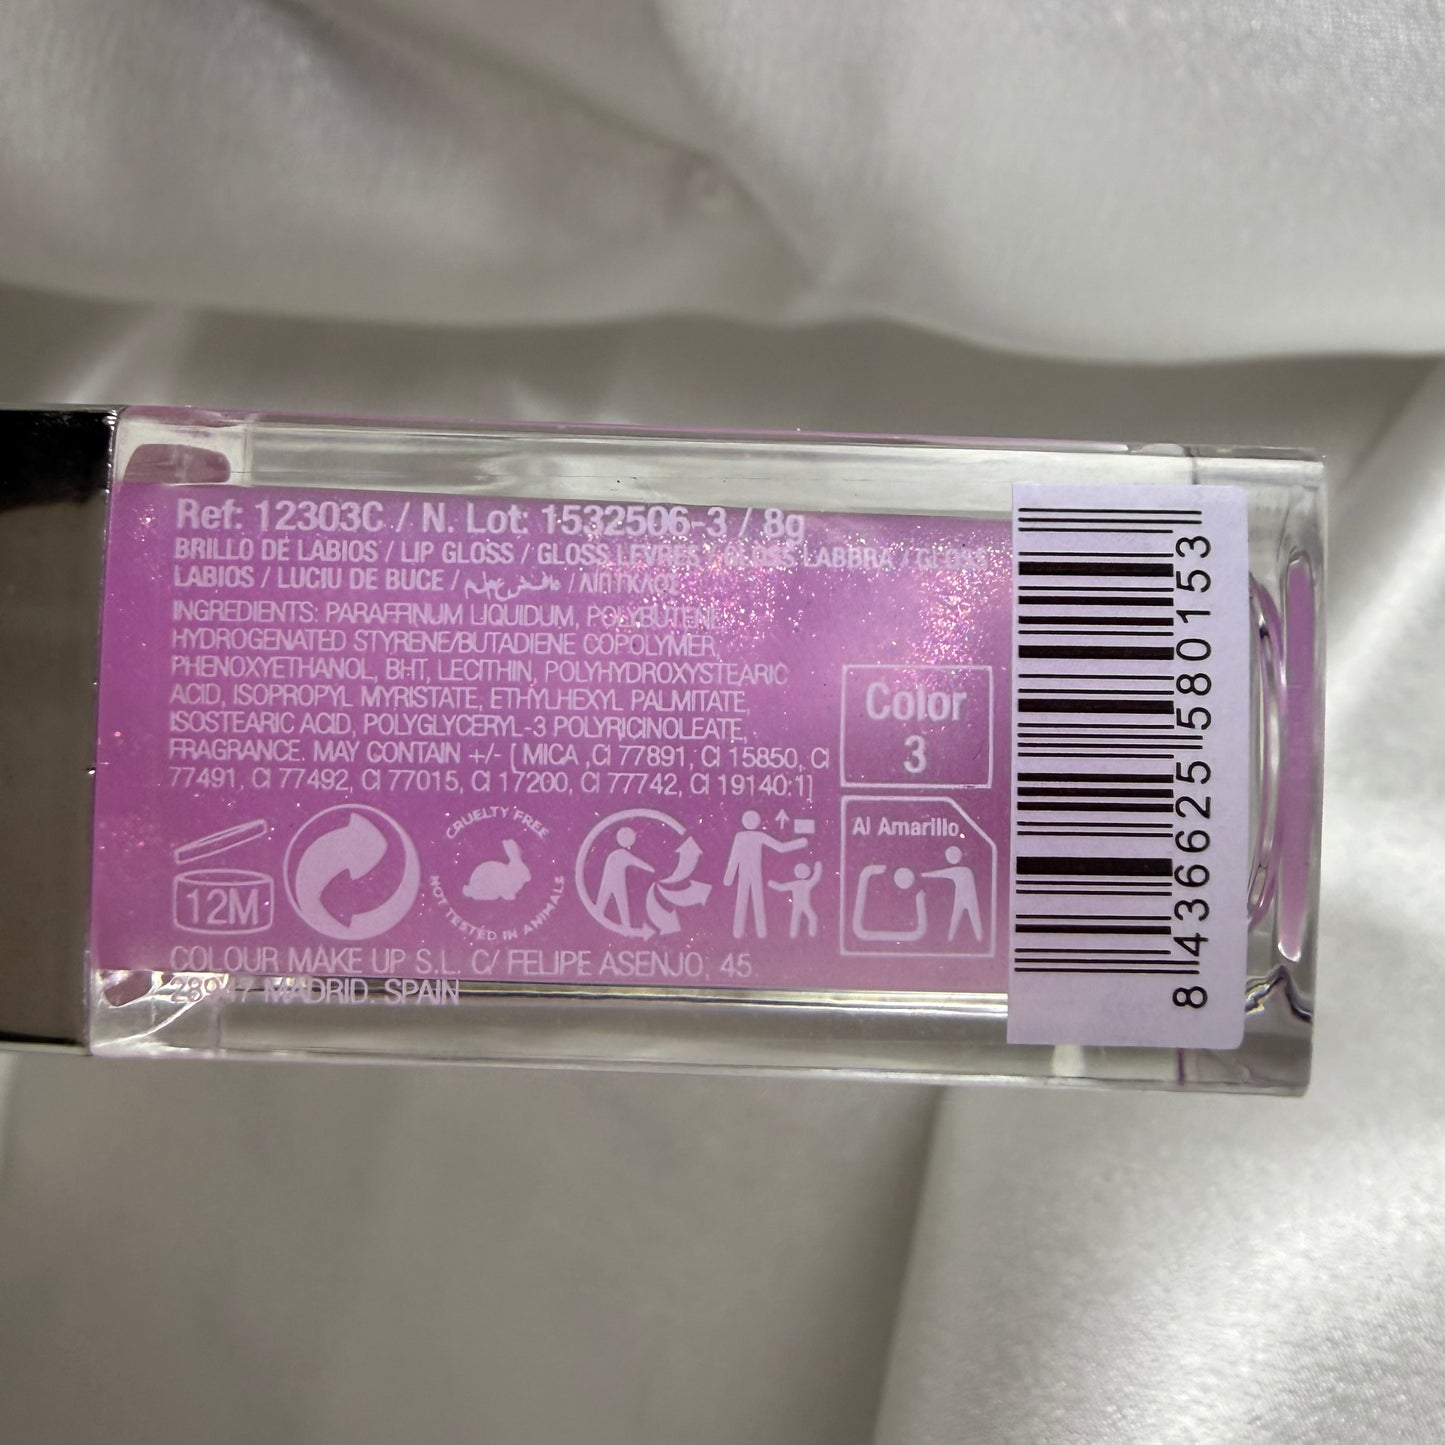 Ref: 12303C / N. Lot: 1532506-3 / 8g
BRILLO DE LABIOS / LIP GLOSS / GLOSS LEVRES / GLOSS LABBRA / GLOSS
LABIOS / LUCIU DE BUCE / / ΛΙΠΓΚΛΟΣ
INGREDIENTS: PARAFFINUM LIQUIDUM, POLYBUTENE,
HYDROGENATED STYRENE/BUTADIENE COPOLYMER,
PHENOXYETHANOL, BHT, LECITHIN, POLYHYDROXYSTEARIC
ACID, ISOPROPYL MYRISTATE, ETHYLHEXYL PALMITATE,
ISOSTEARIC ACID, POLYGLYCERYL-3 POLYRICINOLEATE,
FRAGRANCE. MAY CONTAIN +/- [ MICA ,CI 77891, CI 15850, CI
77491, CI 77492, CI 77015, CI 17200, CI 77742, CI 19140:1]
Color
3
12M
CRUELTY FREE
NOT TESTED IN ANIMALS
Al Amarillo.
COLOUR MAKE UP S.L. C/ FELIPE ASENJO, 45
MADRID. SPAIN
8 436625 580153